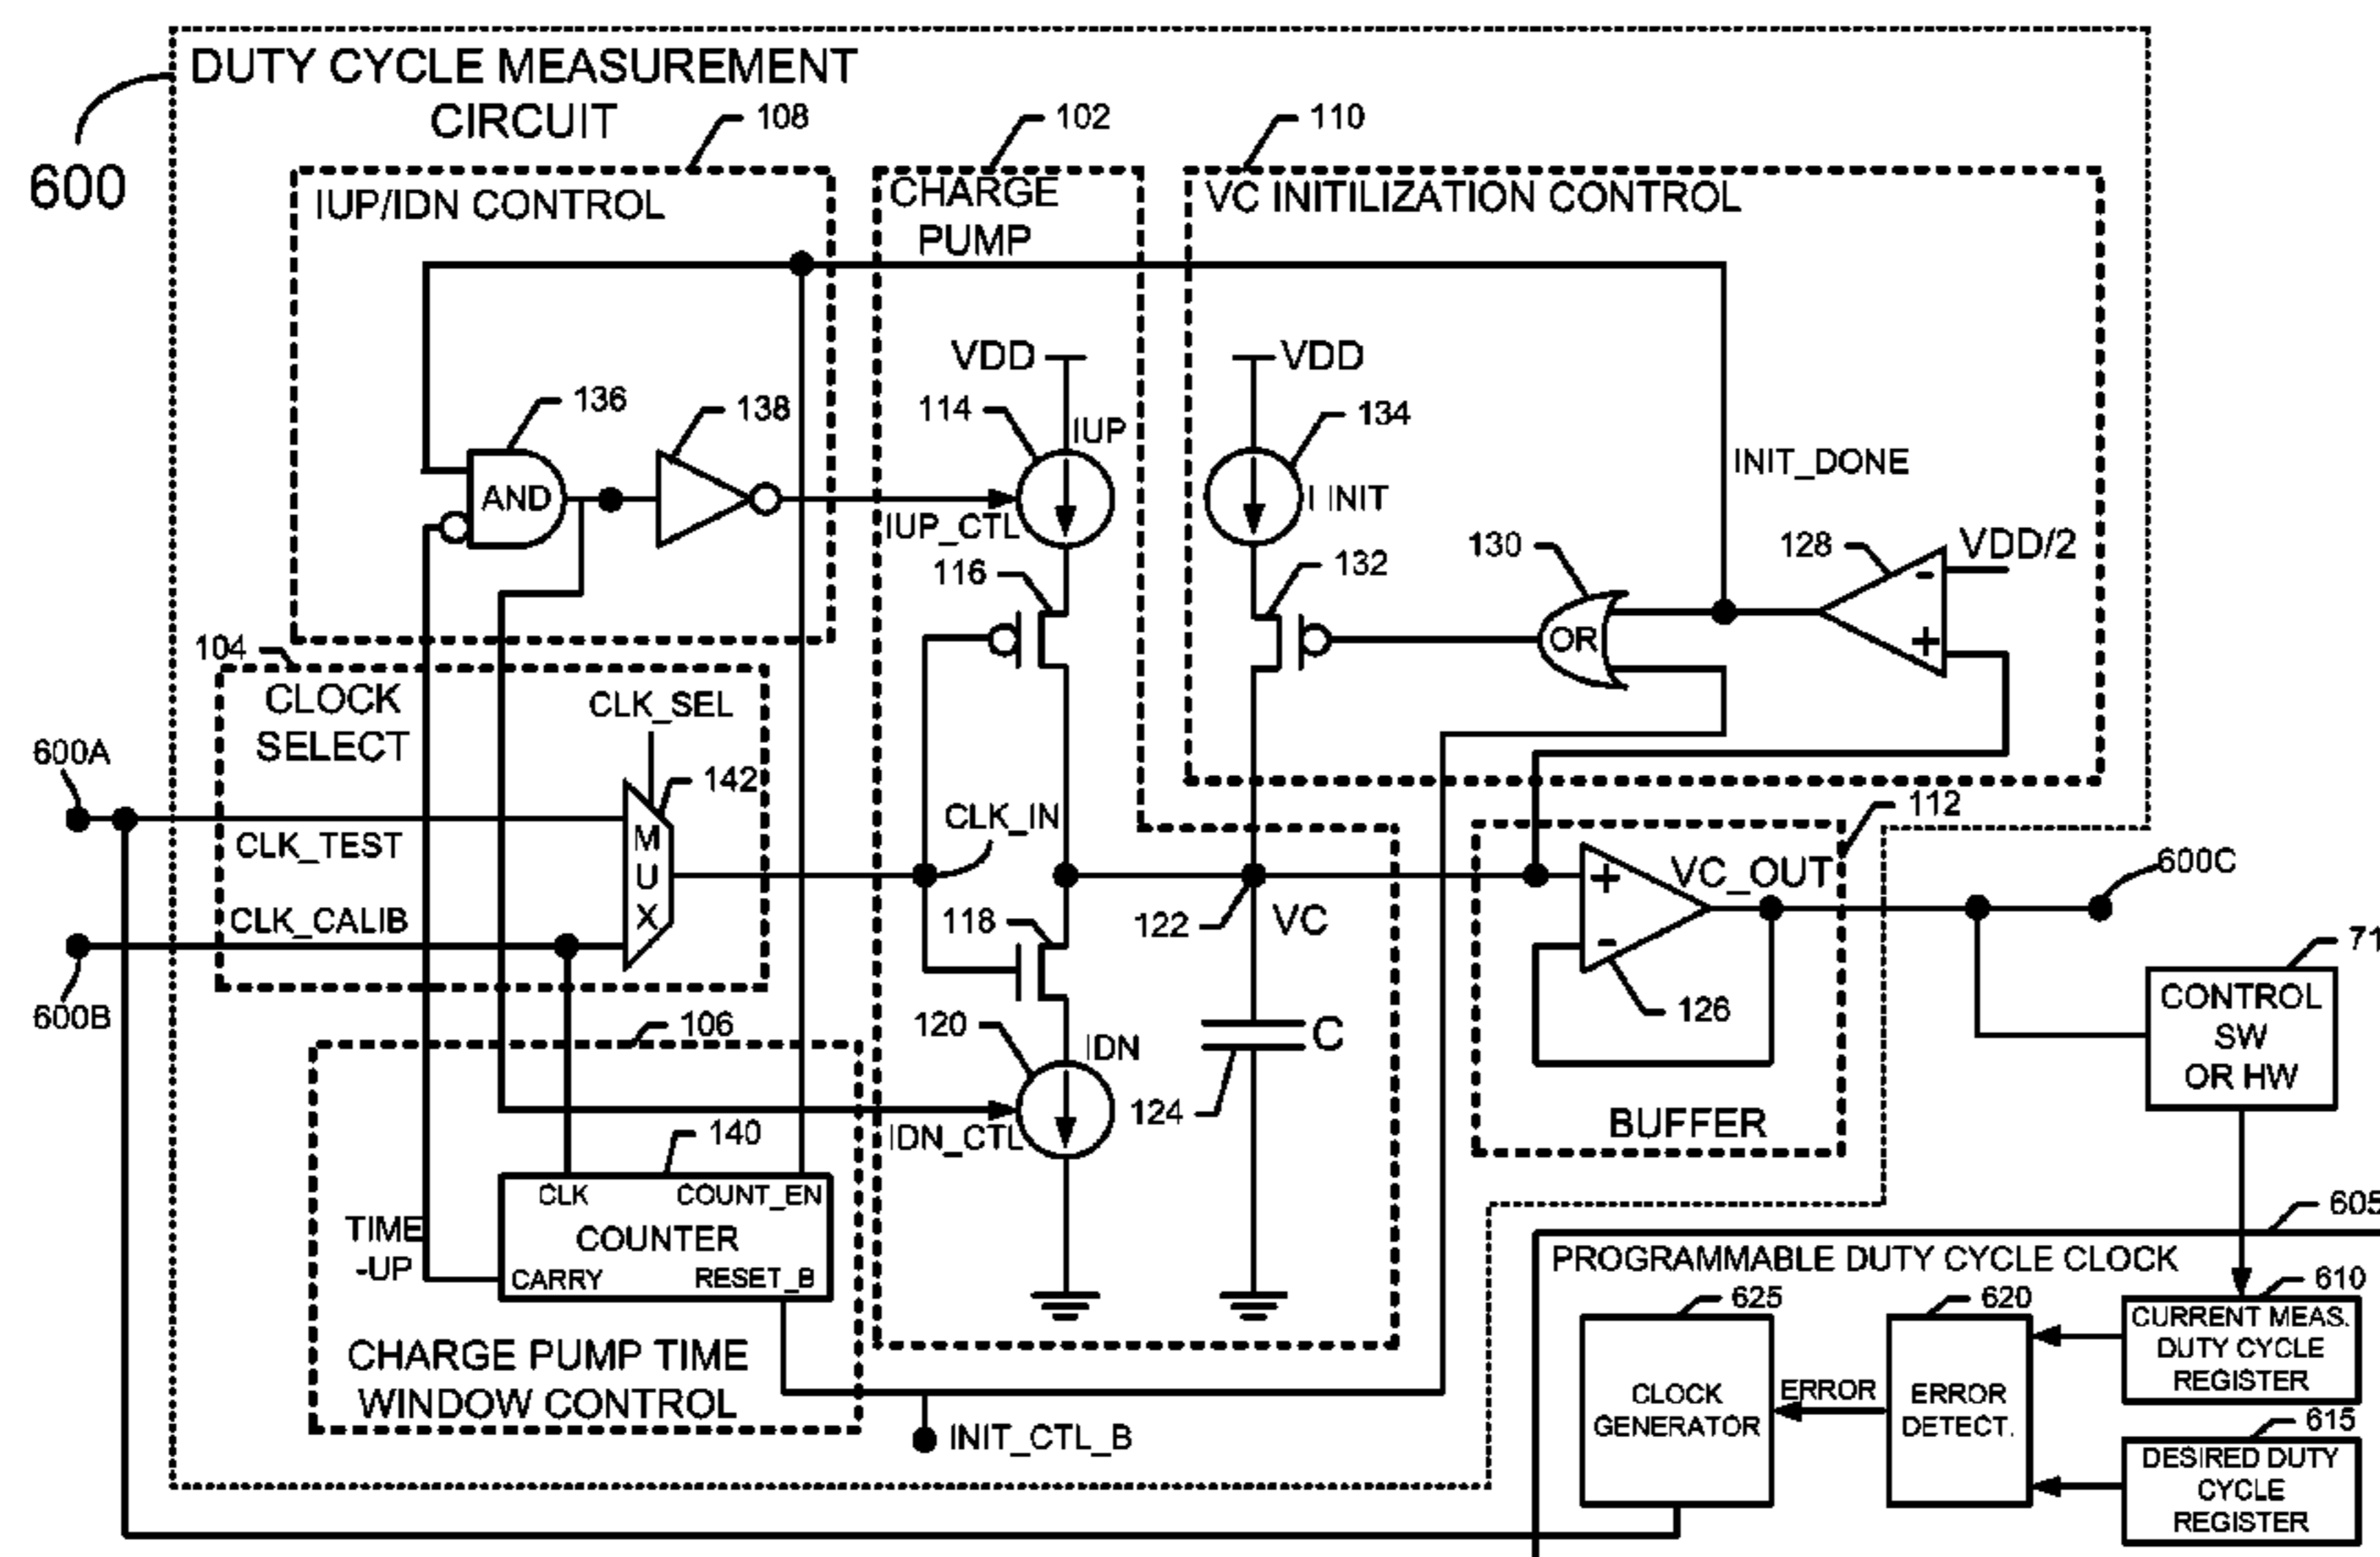 DUTY CYCLE MEASUREMENT
CIRCUIT
600
108
102
110
IUP/IDN CONTROL
CHARGE
PUMP
VC INITILIZATION CONTROL
VDD
VDD
136
138
114
IUP
134
INIT_DONE
AND
IUP_CTL
I INIT
116
132
130
128
VDD/2
-
+
OR
104
CLOCK
SELECT
CLK_SEL
600A
142
CLK_TEST
MUX
CLK_IN
112
VC_OUT
600C
CLK_CALIB
118
122
VC
+
-
126
71
600B
106
120
IDN
C
124
CONTROL
SW
OR HW
BUFFER
IDN_CTL
140
CLK
COUNT_EN
COUNTER
CARRY
RESET_B
TIME
-UP
605
PROGRAMMABLE DUTY CYCLE CLOCK
625
620
610
CURRENT MEAS.
DUTY CYCLE
REGISTER
CHARGE PUMP TIME
WINDOW CONTROL
INIT_CTL_B
CLOCK
GENERATOR
ERROR
ERROR
DETECT.
615
DESIRED DUTY
CYCLE
REGISTER